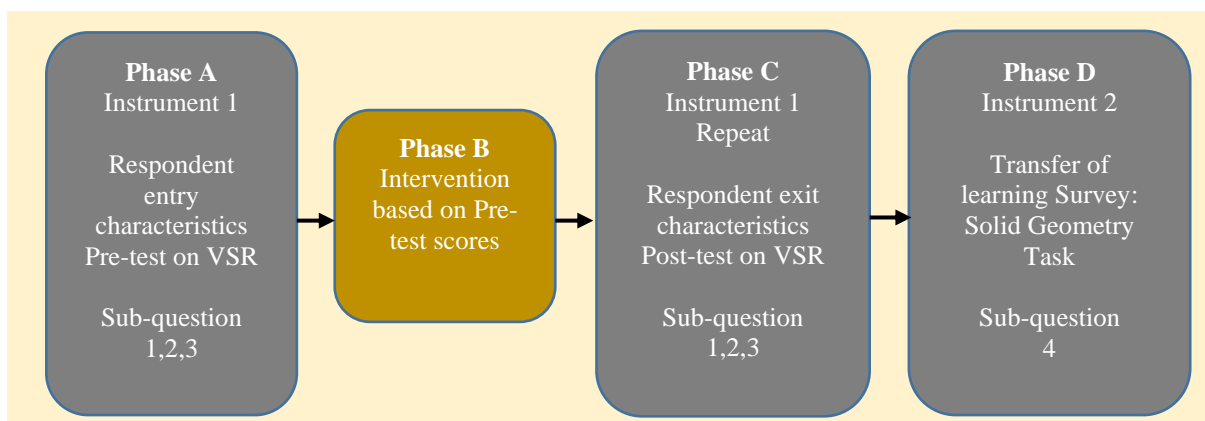 Phase A
Instrument 1
Respondent
entry
characteristics
Pre-test on VSR
Sub-question
1,2,3
Phase B
Intervention
based on Pre-
test scores
Phase C
Instrument 1
Repeat
Respondent exit
characteristics
Post-test on VSR
Sub-question
1,2,3
Phase D
Instrument 2
Transfer of
learning Survey:
Solid Geometry
Task
Sub-question
4